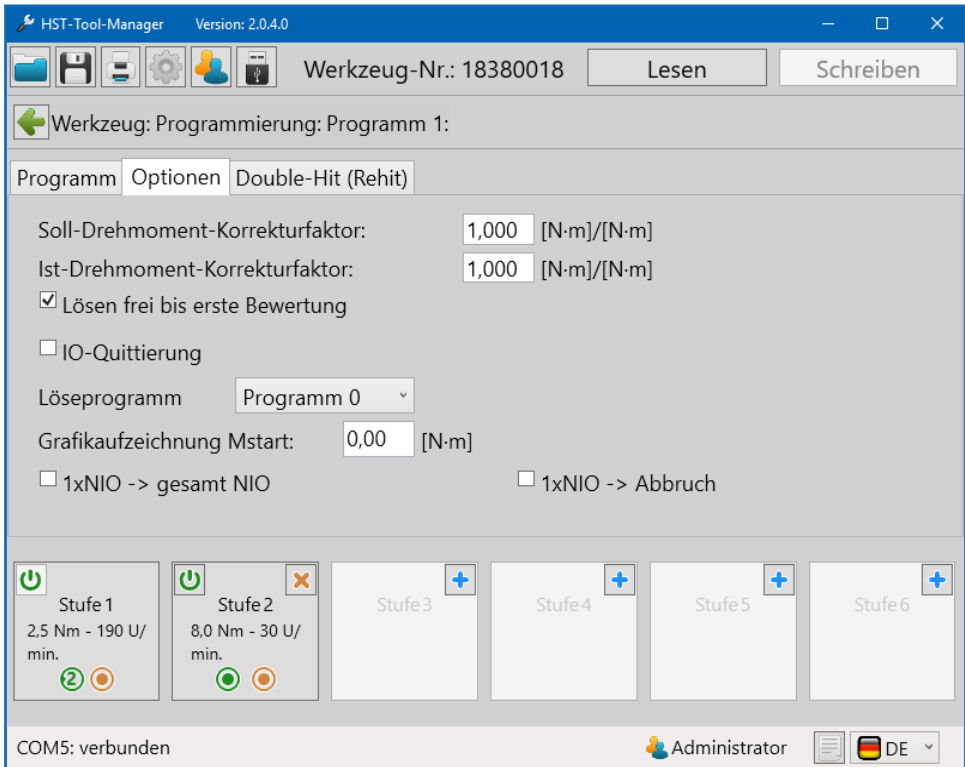 HST-Tool-Manager Version: 2.0.4.0
Werkzeug-Nr.: 18380018 Lesen Schreiben
Werkzeug: Programmierung: Programm 1:
Programm Optionen Double-Hit (Rehit)
Soll-Drehmoment-Korrekturfaktor: 1,000 [N·m]/[N·m]
Ist-Drehmoment-Korrekturfaktor: 1,000 [N·m]/[N·m]
Lösen frei bis erste Bewertung
IO-Quittierung
Löseprogramm Programm 0
Grafikaufzeichnung Mstart: 0,00 [N·m]
1xNIO -> gesamt NIO 1xNIO -> Abbruch
Stufe 1
2,5 Nm - 190 U/
min.
2
Stufe 2
8,0 Nm - 30 U/
min.
Stufe 3
Stufe 4
Stufe 5
Stufe 6
COM5: verbunden Administrator DE